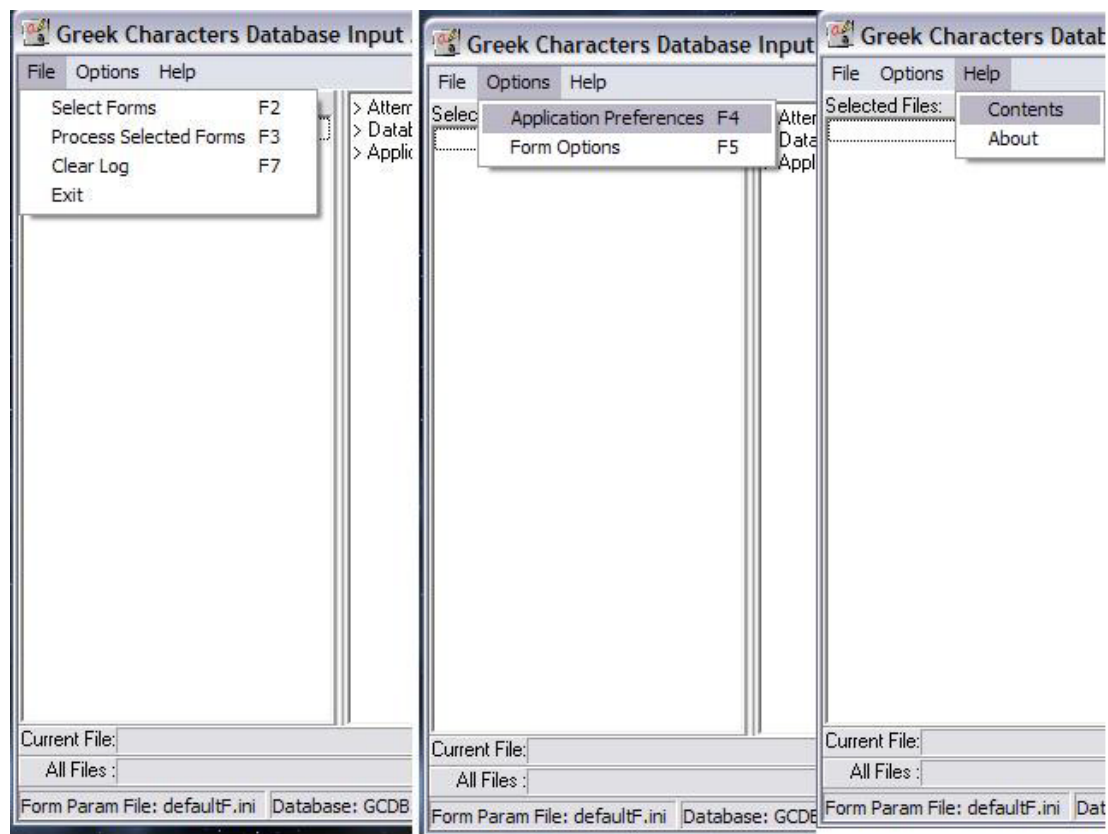 Greek Characters Database Input
File Options Help
Select Forms F2
Process Selected Forms F3
Clear Log F7
Exit
> Attem
> Datab
> Applic
Current File:
All Files :
Form Param File: defaultF.ini Database: GCDB
Greek Characters Database Input
File Options Help
Selec
Application Preferences F4
Form Options F5
Atter
Data
Appl
Current File:
All Files :
Form Param File: defaultF.ini Database: GCDB
Greek Characters Datab
File Options Help
Selected Files:
Contents
About
Current File:
All Files :
Form Param File: defaultF.ini Dat